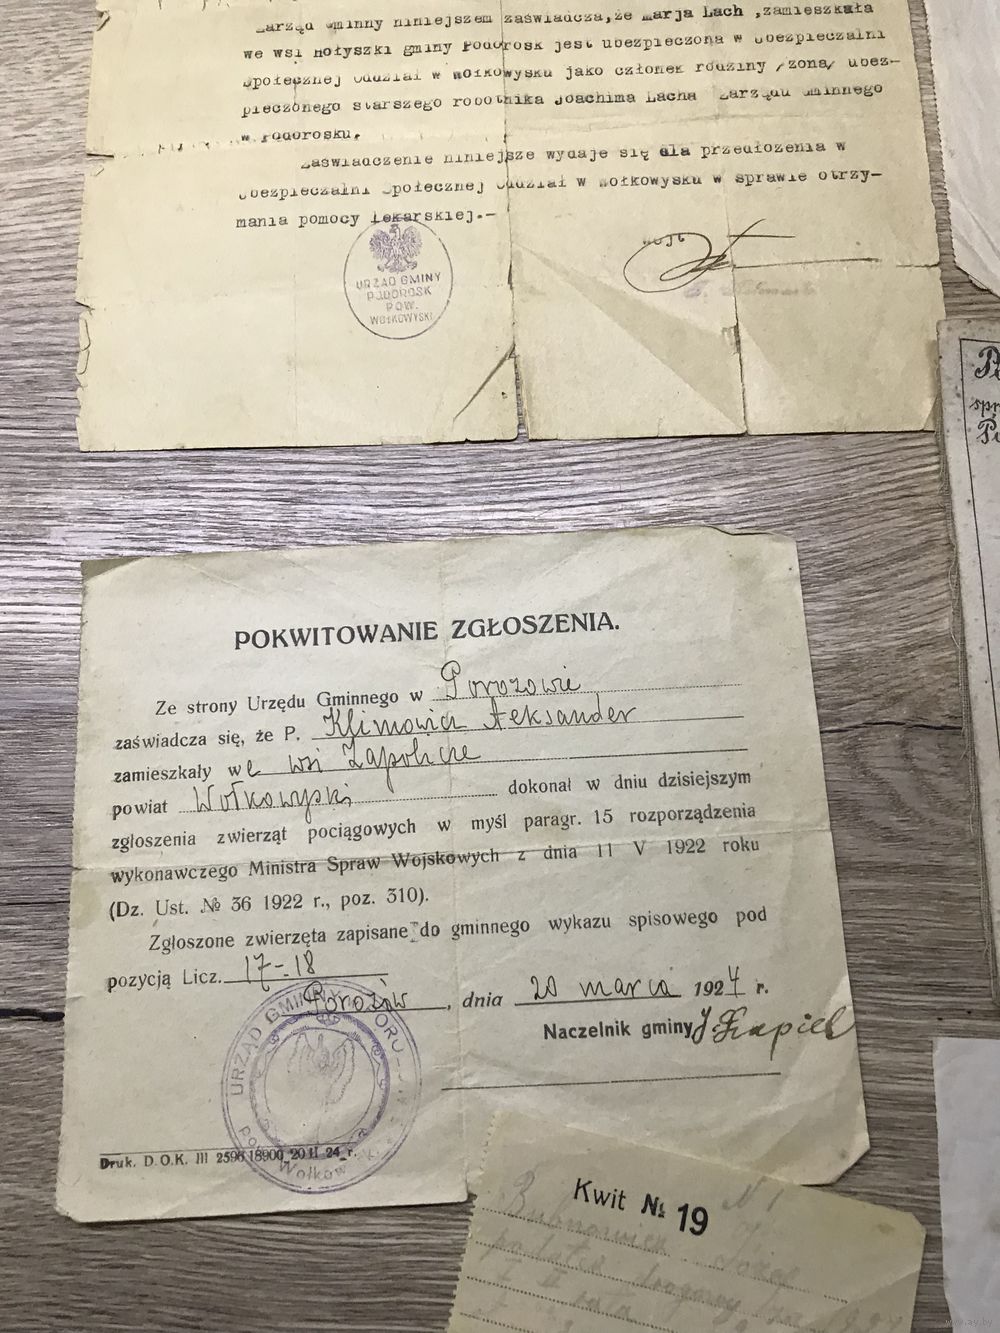 Zarząd Gminny niniejszem zaświadcza,że Marja Lach ,zamieszkała
we wsi Hołyszki gminy Podorosk jest ubezpieczona w Ubezpieczalni
Społecznej Oddział w Wołkowysku jako członek rodziny /żona/ ubez-
pieczonego starszego robotnika Joachima Lacha Zarządu Gminnego
w Podorosku.
Zaświadczenie niniejsze wydaje się dla przedłożenia w
Ubezpieczalni Społecznej Oddział w Wołkowysku w sprawie otrzy-
mania pomocy lekarskiej.-
Wójt
URZĄD GMINY
PODOROSK
POW.
WOŁKOWYSKI
POKWITOWANIE ZGŁOSZENIA.
Ze strony Urzędu Gminnego w Porozowie
zaświadcza się, że P. Klimowicz Aleksander
zamieszkały we wsi Zapolicze
powiat Wołkowyski dokonał w dniu dzisiejszym
zgłoszenia zwierząt pociągowych w myśl paragr. 15 rozporządzenia
wykonawczego Ministra Spraw Wojskowych z dnia 11 V 1922 roku
(Dz. Ust. № 36 1922 r., poz. 310).
Zgłoszone zwierzęta zapisane do gminnego wykazu spisowego pod
pozycją Licz. 17-18
Porozów, dnia 20 marca 1924 r.
Naczelnik gminy
URZĄD GMINNY
Druk. D.O.K. III 2596 18900 20 II 24 r.
Kwit № 19
№ 1